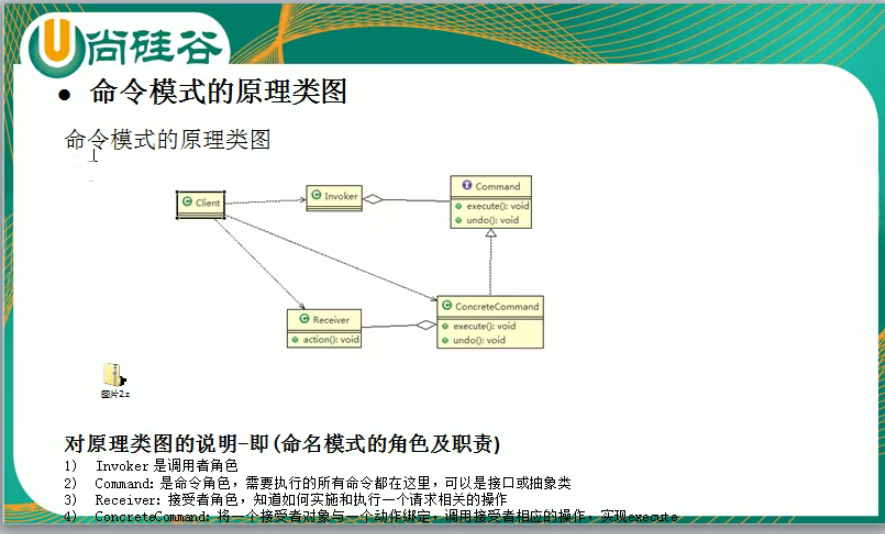 尚硅谷
● 命令模式的原理类图
命令模式的原理类图
Client
Invoker
Command
execute(): void
undo(): void
Receiver
action(): void
ConcreteCommand
execute(): void
undo(): void
图片2.z
对原理类图的说明-即(命名模式的角色及职责)
1) Invoker 是调用者角色
2) Command: 是命令角色，需要执行的所有命令都在这里，可以是接口或抽象类
3) Receiver: 接受者角色，知道如何实施和执行一个请求相关的操作
4) ConcreteCommand: 将一个接受者对象与一个动作绑定，调用接受者相应的操作，实现execute